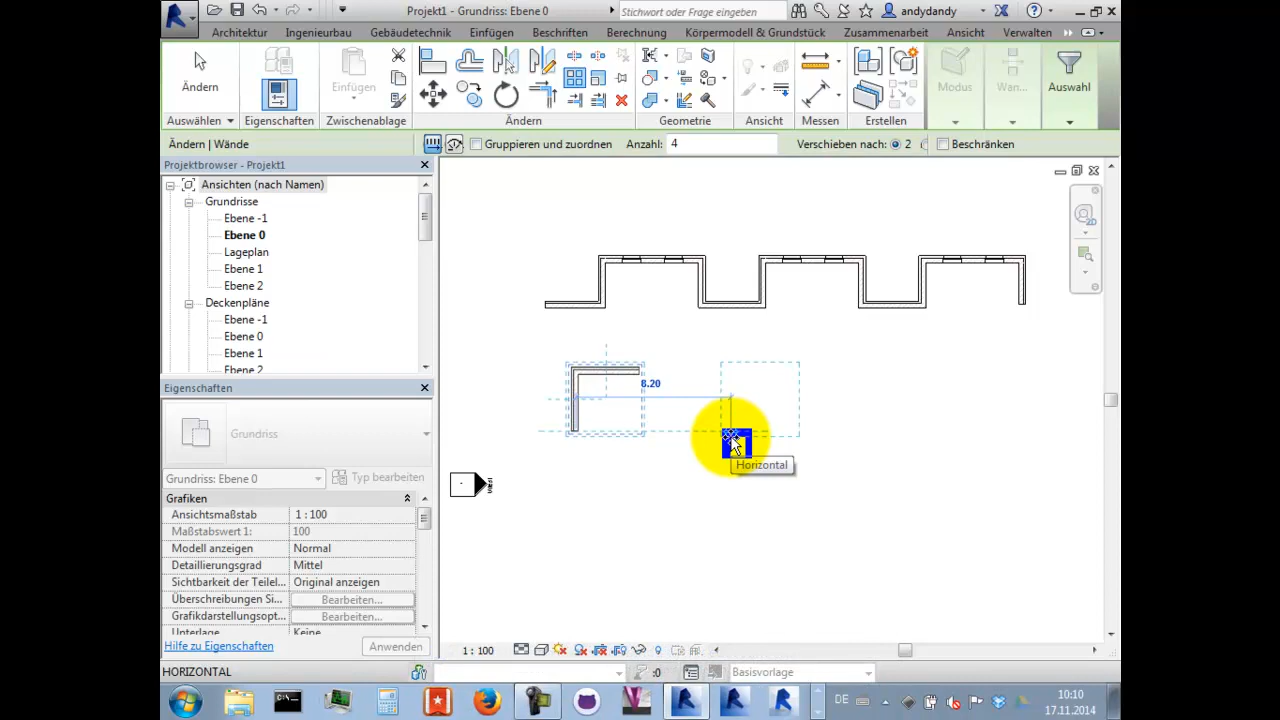 Projekt1 - Grundriss: Ebene 0
Stichwort oder Frage eingeben
andydandy
Architektur
Ingenieurbau
Gebäudetechnik
Einfügen
Beschriften
Berechnung
Körpermodell & Grundstück
Zusammenarbeit
Ansicht
Verwalten
Ändern
Einfügen
Modus
Wan...
Auswahl
Auswählen
Eigenschaften
Zwischenablage
Ändern
Geometrie
Ansicht
Messen
Erstellen
Ändern | Wände
Gruppieren und zuordnen
Anzahl: 4
Verschieben nach:
2
Beschränken
Projektbrowser - Projekt1
Ansichten (nach Namen)
Grundrisse
Ebene -1
Ebene 0
Lageplan
Ebene 1
Ebene 2
Deckenpläne
Ebene -1
Ebene 0
Ebene 1
Ebene 2
2D
8.20
Horizontal
Eigenschaften
Grundriss
Grundriss: Ebene 0
Typ bearbeiten
Grafiken
Ansichtsmaßstab 1 : 100
Maßstabswert 1: 100
Modell anzeigen Normal
Detaillierungsgrad Mittel
Sichtbarkeit der Teilel... Original anzeigen
Überschreibungen Si... Bearbeiten...
Grafikdarstellungsopt... Bearbeiten...
Unterlage Keine
Hilfe zu Eigenschaften
Anwenden
1 : 100
HORIZONTAL
:0
Basisvorlage
DE
10:10
17.11.2014